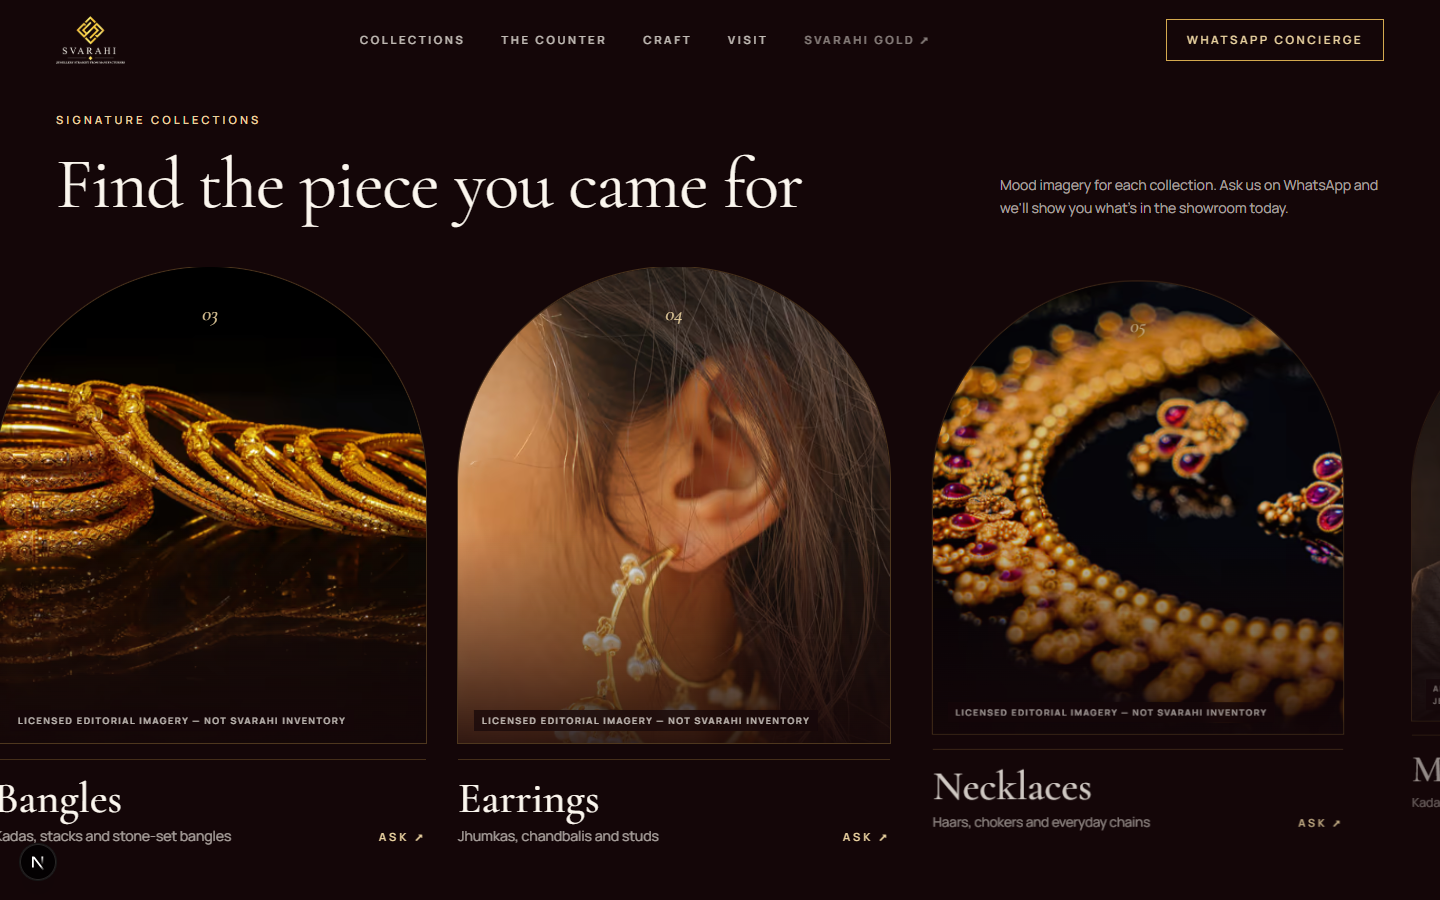 SVARAHI
COLLECTIONS
THE COUNTER
CRAFT
VISIT
SVARAHI GOLD ↗
WHATSAPP CONCIERGE
SIGNATURE COLLECTIONS
Find the piece you came for
Mood imagery for each collection. Ask us on WhatsApp and
we'll show you what's in the showroom today.
03
04
05
LICENSED EDITORIAL IMAGERY — NOT SVARAHI INVENTORY
LICENSED EDITORIAL IMAGERY — NOT SVARAHI INVENTORY
LICENSED EDITORIAL IMAGERY — NOT SVARAHI INVENTORY
Bangles
Kadas, stacks and stone-set bangles
ASK ↗
Earrings
Jhumkas, chandbalis and studs
ASK ↗
Necklaces
Haars, chokers and everyday chains
ASK ↗
M
Kada
N